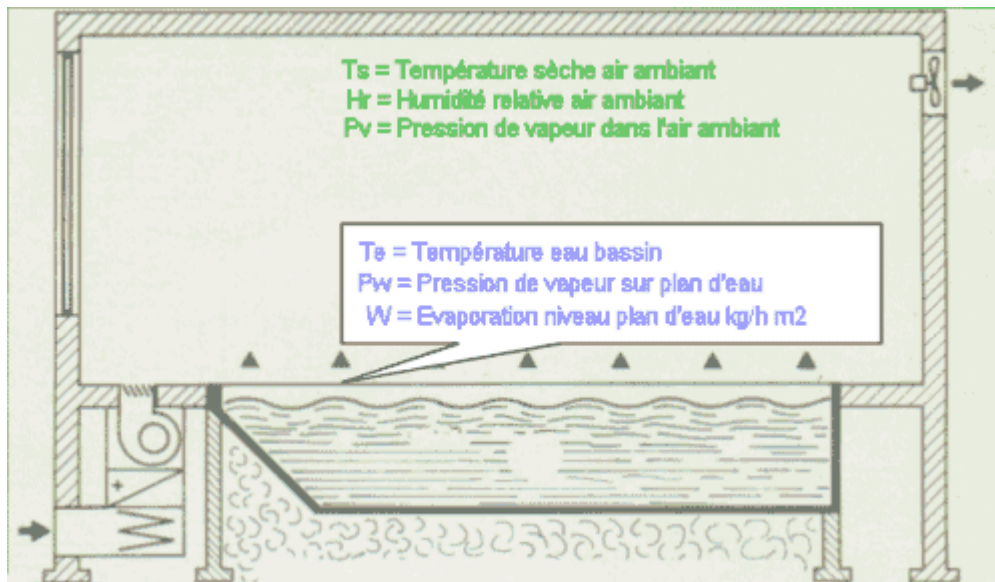 Ts = Température sèche air ambiant
Hr = Humidité relative air ambiant
Pv = Pression de vapeur dans l'air ambiant
Te = Température eau bassin
Pw = Pression de vapeur sur plan d'eau
W = Evaporation niveau plan d'eau kg/h m2
+